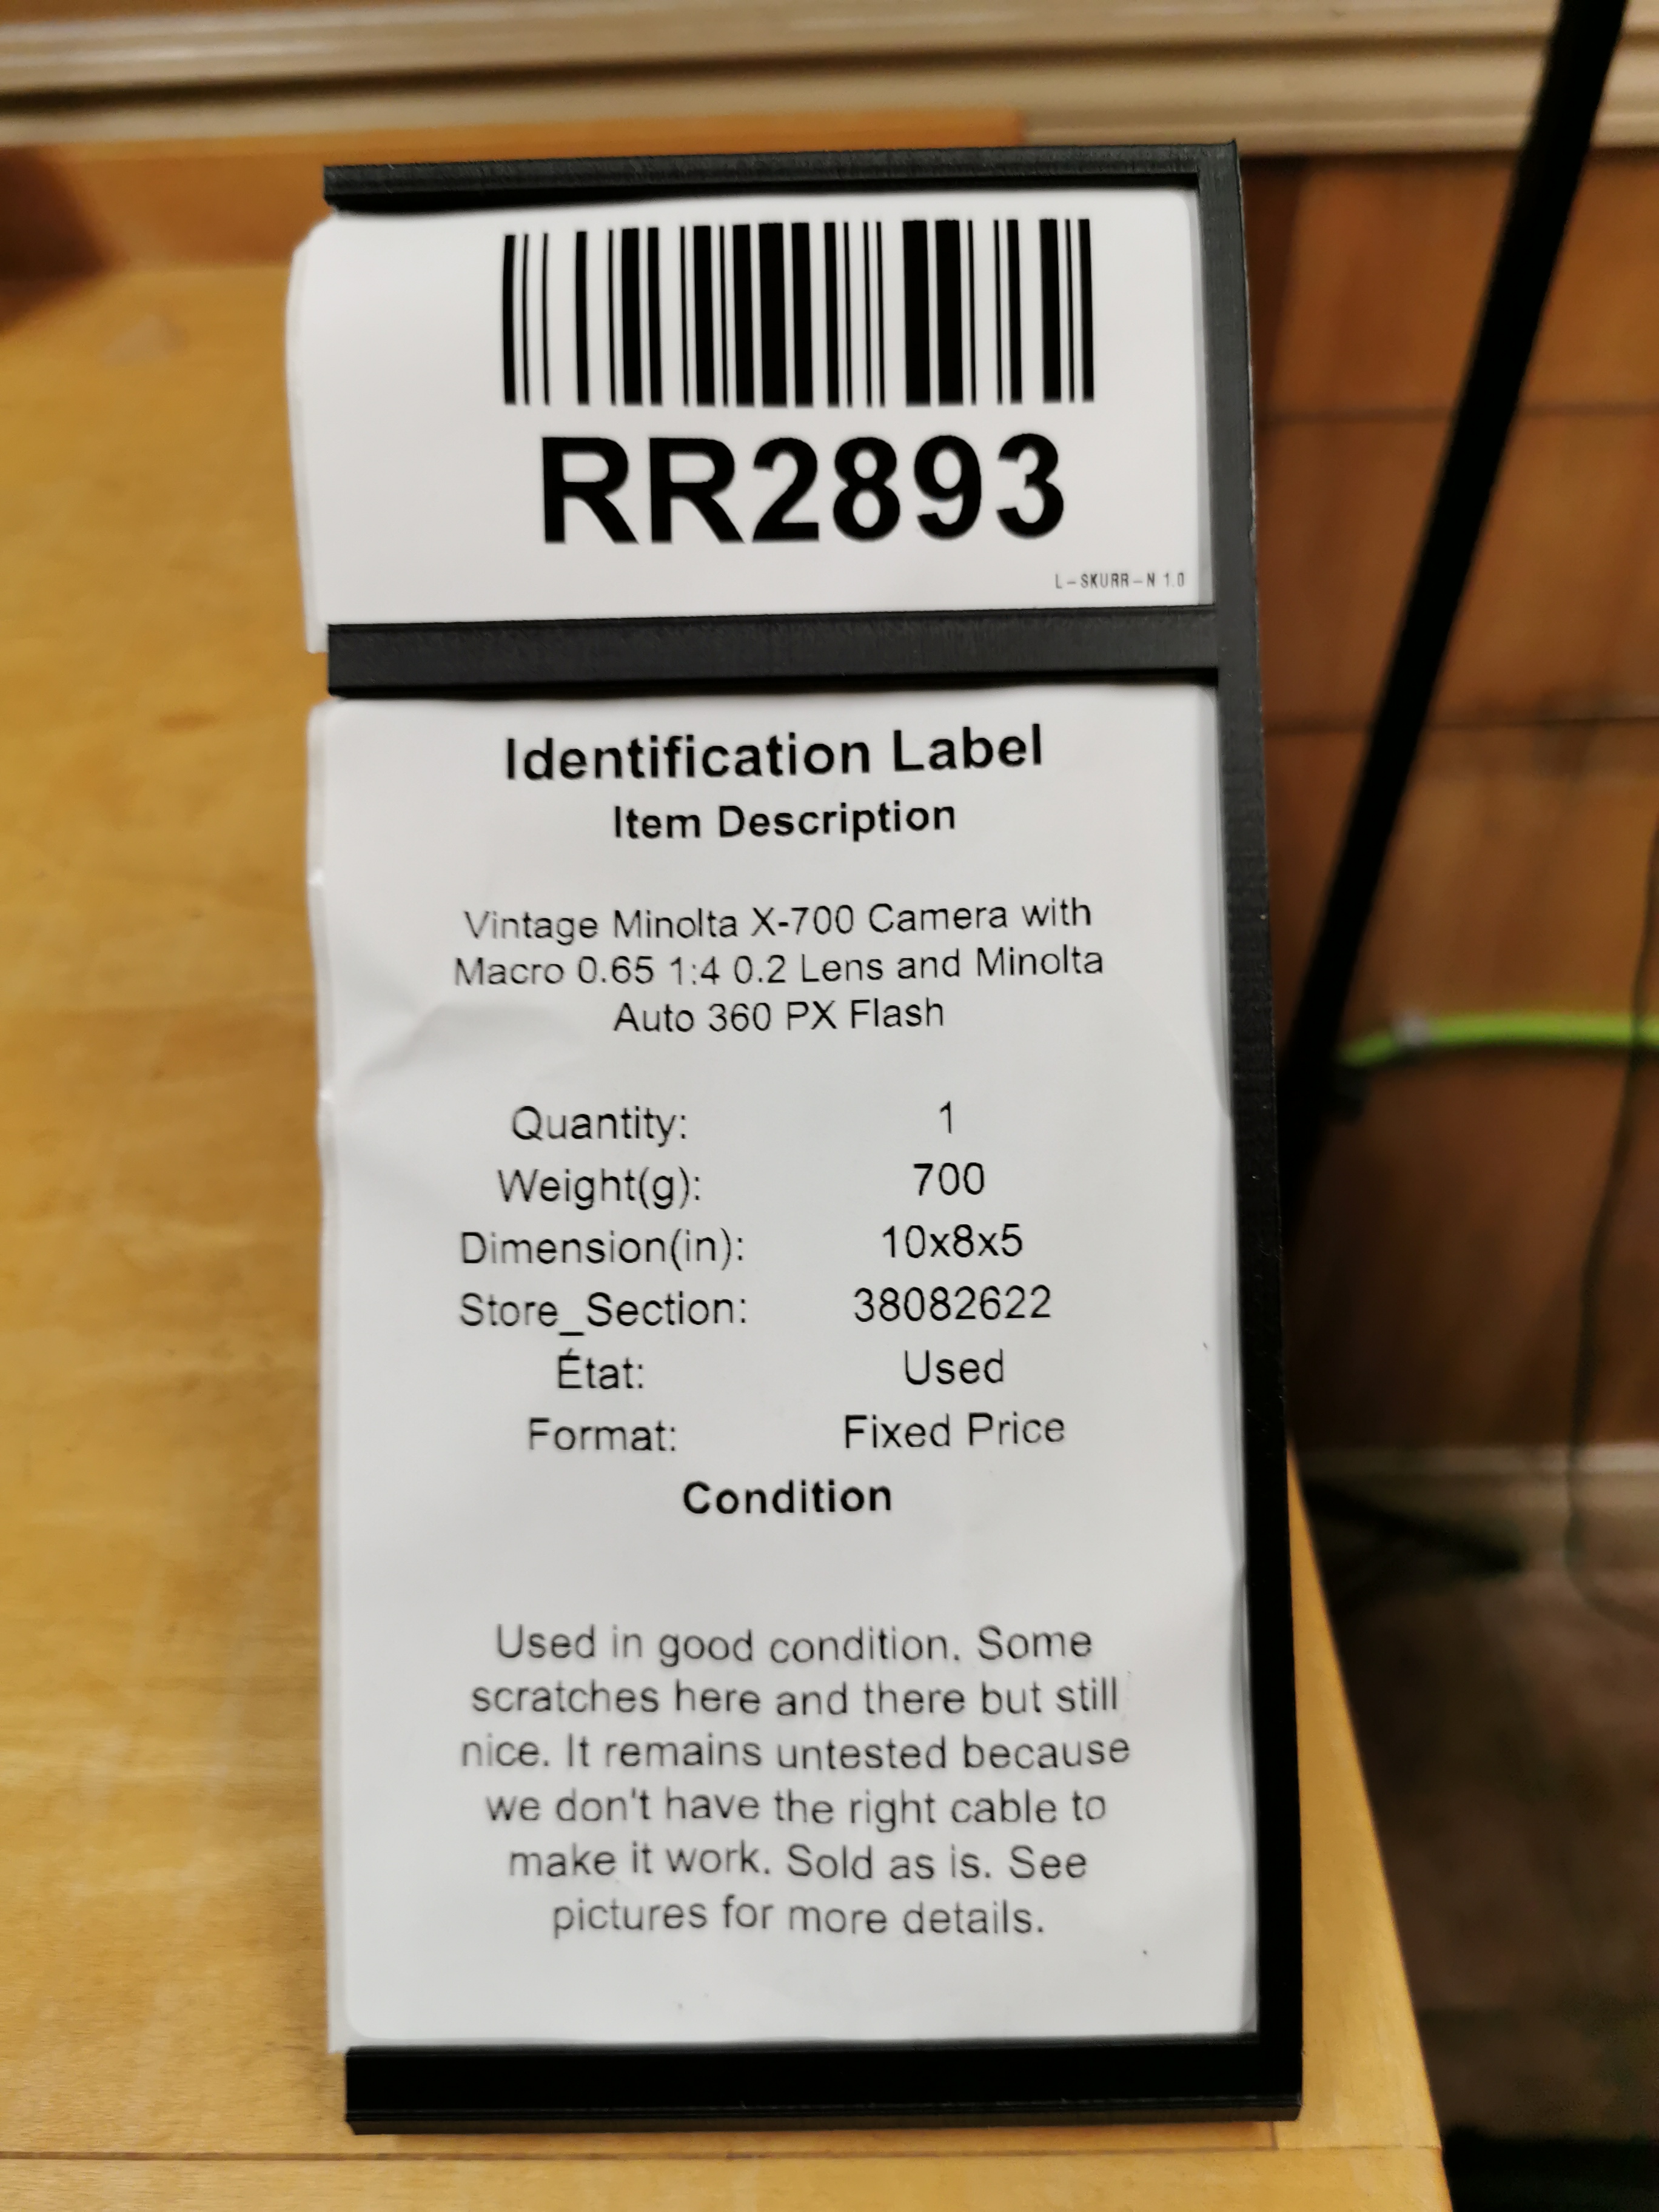 RR2893
L-SKURR-N 1.0
Identification Label
Item Description
Vintage Minolta X-700 Camera with
Macro 0.65 1:4 0.2 Lens and Minolta
Auto 360 PX Flash
Quantity: 1
Weight(g): 700
Dimension(in): 10x8x5
Store_Section: 38082622
État: Used
Format: Fixed Price
Condition
Used in good condition. Some
scratches here and there but still
nice. It remains untested because
we don't have the right cable to
make it work. Sold as is. See
pictures for more details.